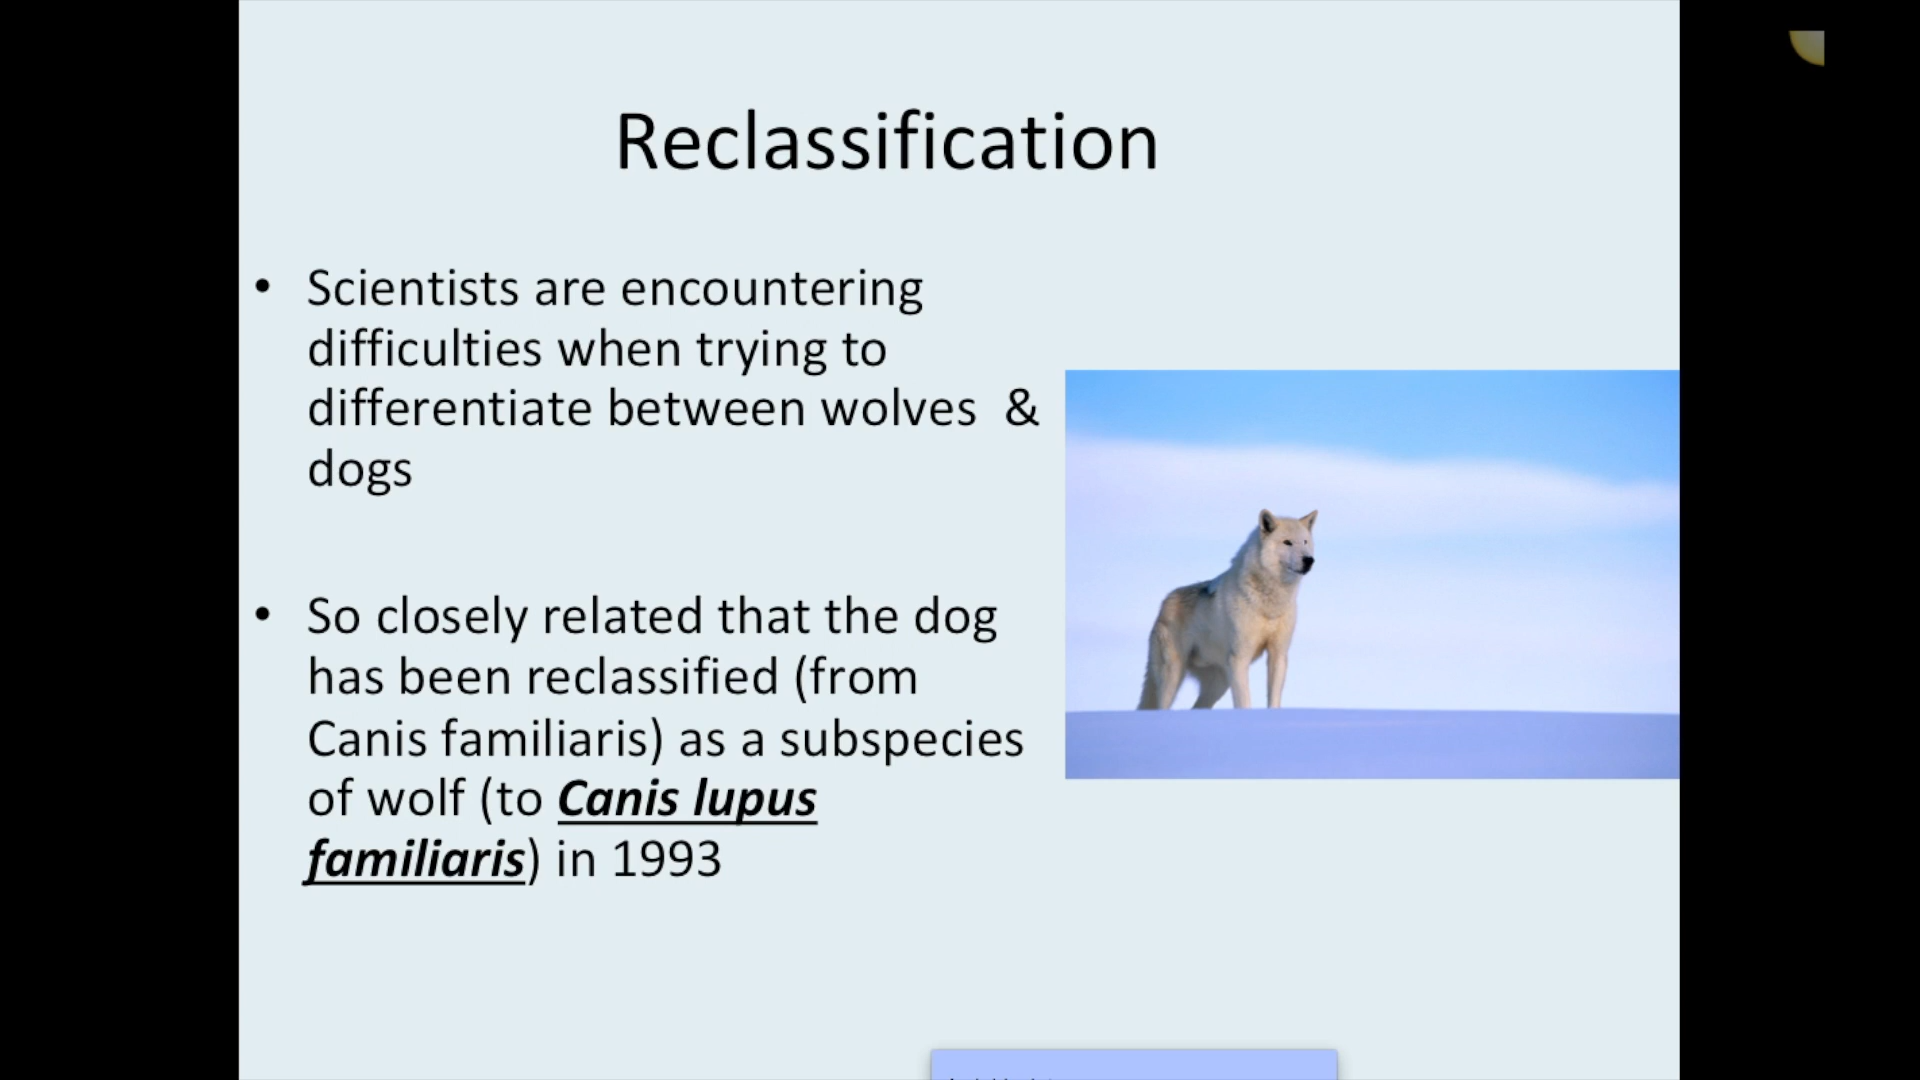 Reclassification
• Scientists are encountering
difficulties when trying to
differentiate between wolves  &
dogs
• So closely related that the dog
has been reclassified (from
Canis familiaris) as a subspecies
of wolf (to Canis lupus
familiaris) in 1993